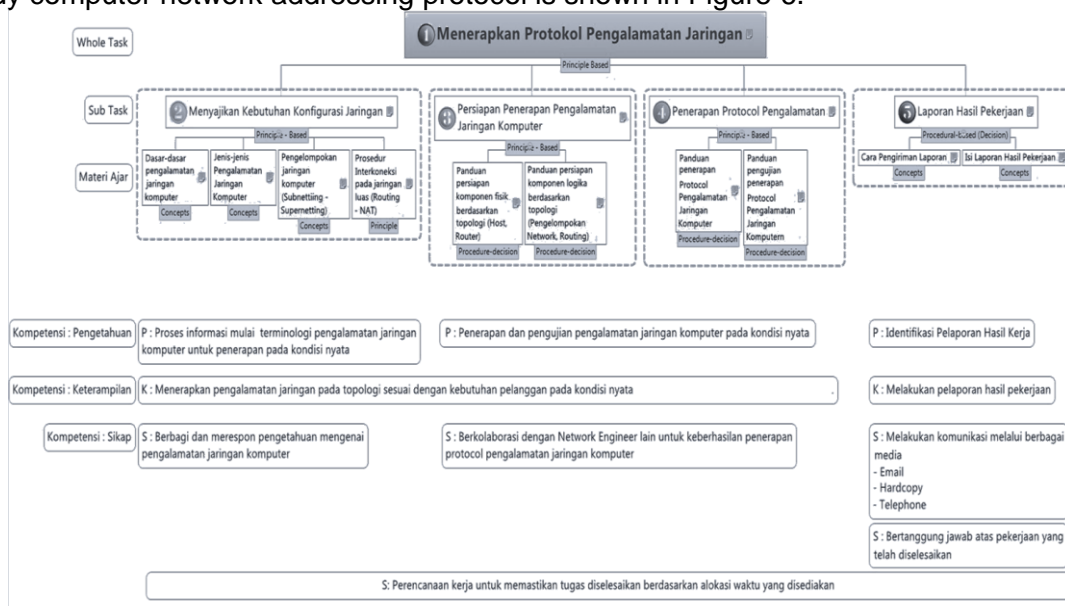 dy computer network addressing protocol is shown in Figure
Whole Task
1 Menerapkan Protokol Pengalamatan Jaringan
Principle Based
Sub Task
2 Menyajikan Kebutuhan Konfigurasi Jaringan
3 Persiapan Penerapan Pengalamatan
Jaringan Komputer
4 Penerapan Protocol Pengalamatan
5 Laporan Hasil Pekerjaan
Principle - Based
Principle - Based
Principle - Based
Procedural-based (Decision)
Materi Ajar
Dasar-dasar
pengalamatan
jaringan
komputer
Concepts
Jenis-jenis
Pengalamatan
Jaringan
Komputer
Concepts
Pengelompokan
jaringan
komputer
(Subnettiing -
Supernetting)
Concepts
Prosedur
Interkoneksi
pada jaringan
luas (Routing
- NAT)
Principle
Panduan
persiapan
komponen fisik
berdasarkan
topologi (Host,
Router)
Procedure-decision
Panduan persiapan
komponen logika
berdasarkan
topologi
(Pengelompokan
Network, Routing)
Procedure-decision
Panduan
penerapan
Protocol
Pengalamatan
Jaringan
Komputer
Procedure-decision
Panduan
pengujian
penerapan
Protocol
Pengalamatan
Jaringan
Komputern
Procedure-decision
Cara Pengiriman Laporan
Concepts
Isi Laporan Hasil Pekerjaan
Concepts
Kompetensi : Pengetahuan
P : Proses informasi mulai terminologi pengalamatan jaringan
komputer untuk penerapan pada kondisi nyata
P : Penerapan dan pengujian pengalamatan jaringan komputer pada kondisi nyata
P : Identifikasi Pelaporan Hasil Kerja
Kompetensi : Keterampilan
K : Menerapkan pengalamatan jaringan pada topologi sesuai dengan kebutuhan pelanggan pada kondisi nyata
K : Melakukan pelaporan hasil pekerjaan
Kompetensi : Sikap
S : Berbagi dan merespon pengetahuan mengenai
pengalamatan jaringan komputer
S : Berkolaborasi dengan Network Engineer lain untuk keberhasilan penerapan
protocol pengalamatan jaringan komputer
S : Melakukan komunikasi melalui berbagai
media
- Email
- Hardcopy
- Telephone
S : Bertanggung jawab atas pekerjaan yang
telah diselesaikan
S: Perencanaan kerja untuk memastikan tugas diselesaikan berdasarkan alokasi waktu yang disediakan